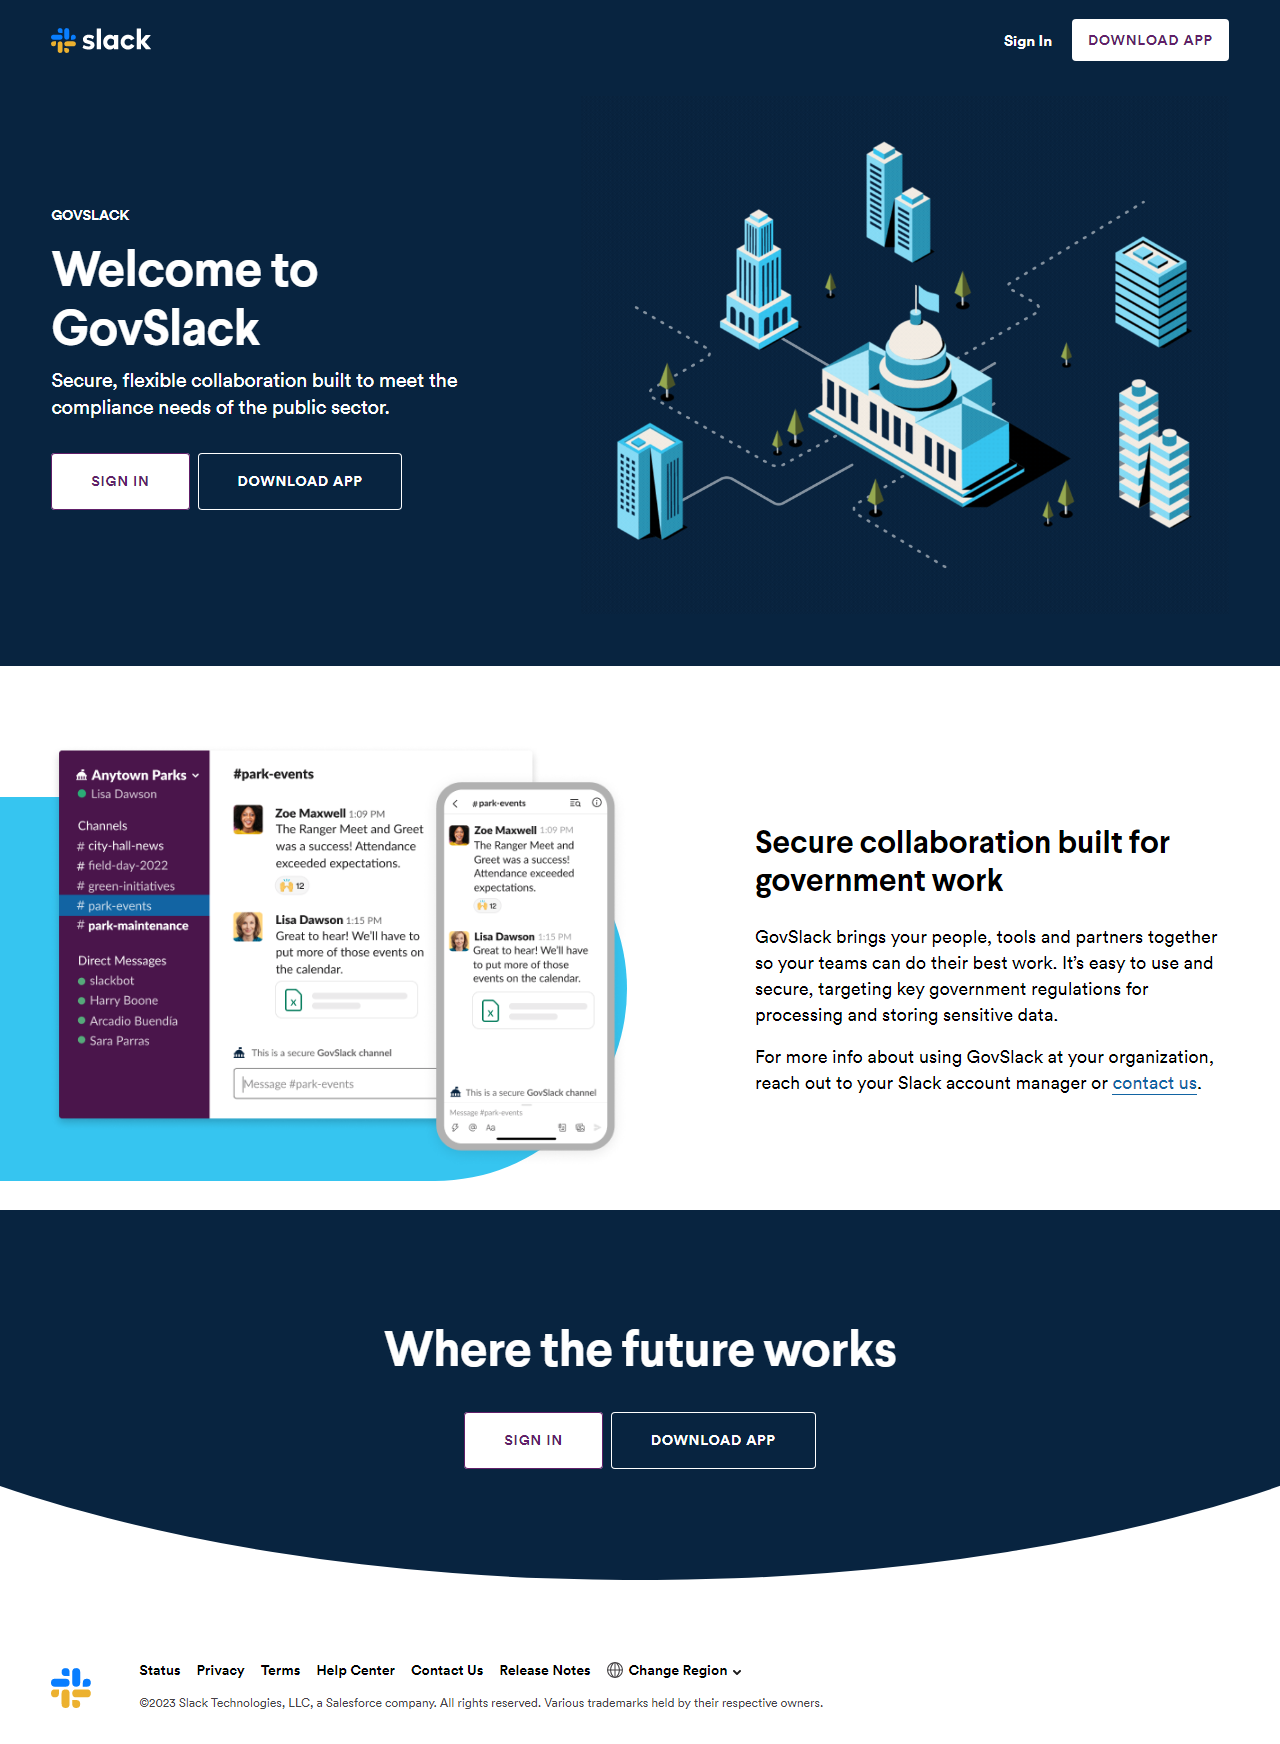 slack
Sign In
DOWNLOAD APP
GOVSLACK
Welcome to
GovSlack
Secure, flexible collaboration built to meet the
compliance needs of the public sector.
SIGN IN
DOWNLOAD APP
Anytown Parks
Lisa Dawson
Channels
# city-hall-news
# field-day-2022
# green-initiatives
# park-events
# park-maintenance
Direct Messages
slackbot
Harry Boone
Arcadio Buendía
Sara Parras
#park-events
Zoe Maxwell 1:09 PM
The Ranger Meet and Greet
was a success! Attendance
exceeded expectations.
12
Lisa Dawson 1:15 PM
Great to hear! We'll have to
put more of those events on
the calendar.
x
This is a secure GovSlack channel
Message #park-events
# park-events
Zoe Maxwell 1:09 PM
The Ranger Meet and
Greet was a success!
Attendance exceeded
expectations.
12
Lisa Dawson 1:15 PM
Great to hear! We'll have
to put more of those
events on the calendar.
x
This is a secure GovSlack channel
Message #park-events
@ Aa
Secure collaboration built for
government work
GovSlack brings your people, tools and partners together
so your teams can do their best work. It’s easy to use and
secure, targeting key government regulations for
processing and storing sensitive data.
For more info about using GovSlack at your organization,
reach out to your Slack account manager or contact us.
Where the future works
SIGN IN
DOWNLOAD APP
Status Privacy Terms Help Center Contact Us Release Notes Change Region
©2023 Slack Technologies, LLC, a Salesforce company. All rights reserved. Various trademarks held by their respective owners.